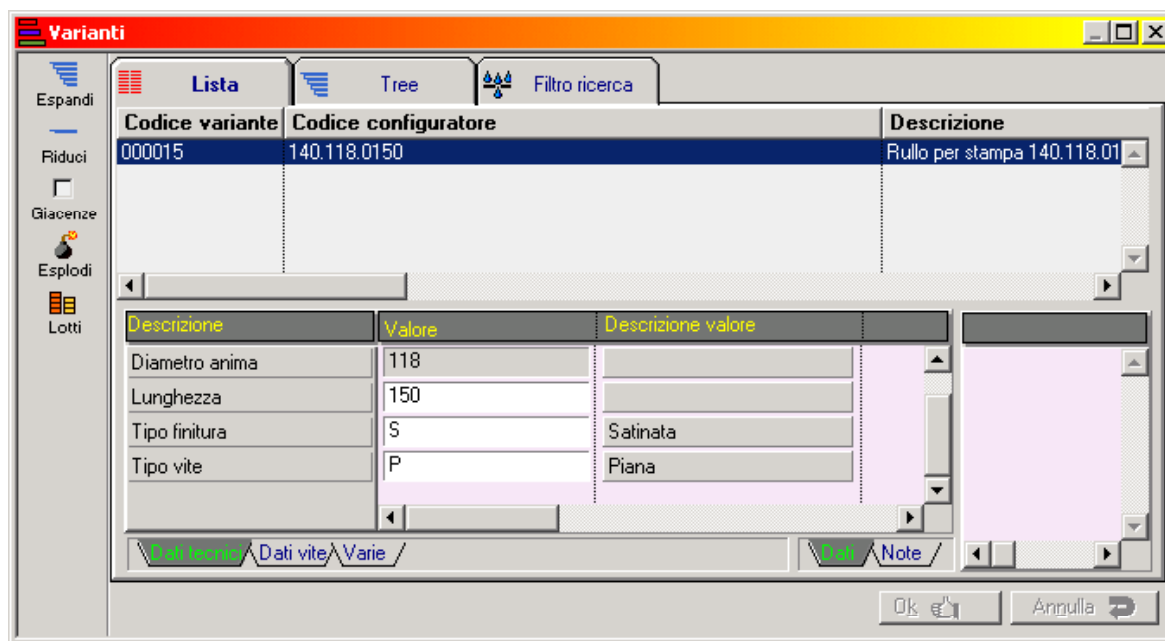 Varianti
Espandi
Riduci
Giacenze
Esplodi
Lotti
Lista Tree Filtro ricerca
Codice variante Codice configuratore Descrizione
000015 140.118.0150 Rullo per stampa 140.118.01
Descrizione Valore Descrizione valore
Diametro anima 118
Lunghezza 150
Tipo finitura S Satinata
Tipo vite P Piana
Dati tecnici Dati vite Varie Dati Note
Ok Annulla